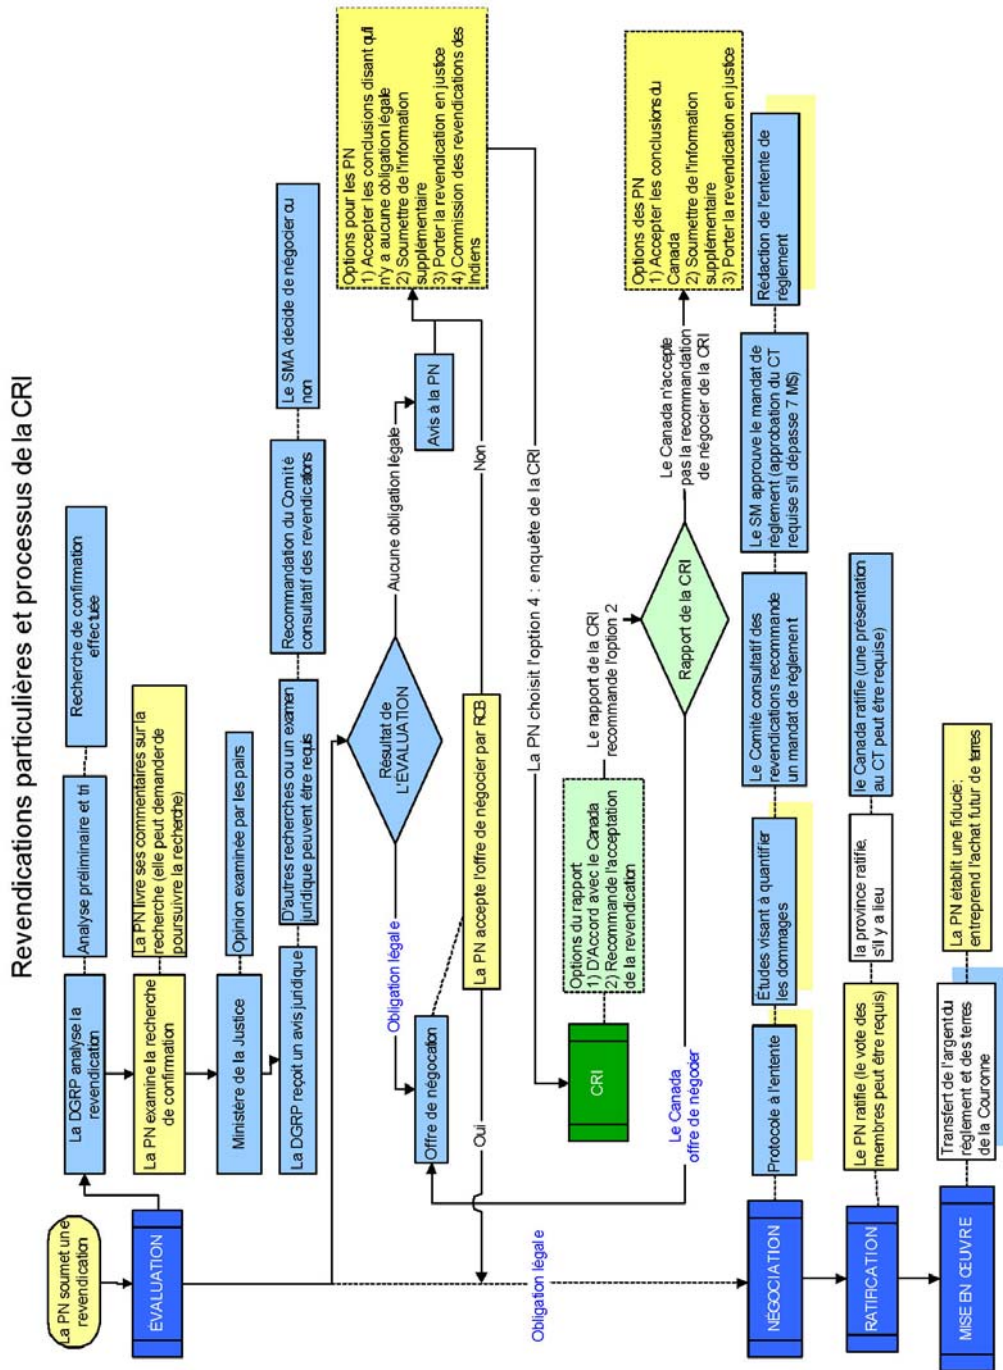 Revendications particulières et processus de la CRI
La PN soumet une
revendication
ÉVALUATION
La DGRP analyse la
revendication
Analyse préliminaire et tri
Recherche de confirmation
effectuée
La PN examine la recherche
de confirmation
La PN livre ses commentaires sur la
recherche (elle peut demander de
poursuivre la recherche)
Ministère de la Justice
Opinion examinée par les pairs
La DGRP reçoit un avis juridique
D'autres recherches ou un examen
juridique peuvent être requis
Recommandation du Comité
consultatif des revendications
Le SMA décide de négocier ou
non
Résultat de
L'ÉVALUATION
Obligation légale
Aucune obligation légale
Offre de négocation
Avis à la PN
Options pour les PN
1) Accepter les conclusions disant qu'il
n'y a aucune obligation légale
2) Soumettre de l'information
supplémentaire
3) Porter la revendication en justice
4) Commission des revendications des
Indiens
La PN accepte l'offre de négocier par RCB
Oui
Non
La PN choisit l'option 4 : enquête de la CRI
CRI
Options du rapport
1) D'Accord avec le Canada
2) Recommande l'acceptation
de la revendication
Le rapport de la CRI
recommande l'option 2
Rapport de la CRI
Le Canada
offre de négocier
Le Canada n'accepte
pas la recommandation
de négocier de la CRI
Options des PN
1) Accepter les conclusions du
Canada
2) Soumettre de l'information
supplémentaire
3) Porter la revendication en justice
Obligation légale
NÉGOCIATION
Protocole à l'entente
Études visant à quantifier
les dommages
Le Comité consultatif des
revendications recommande
un mandat de réglement
Le SM approuve le mandat de
règlement (approbation du CT
requise s'il dépasse 7 M$)
Rédaction de l'entente de
règlement
RATIFIRCATION
Le PN ratifie (le vote des
membres peut être requis)
la province ratifie,
s'il y a lieu
le Canada ratifie (une présentation
au CT peut être requise)
MISE EN ŒUVRE
Transfert de l'argent du
règlement et des terres
de la Couronne
La PN établit une fiducie:
entreprend l'achat futur de terres